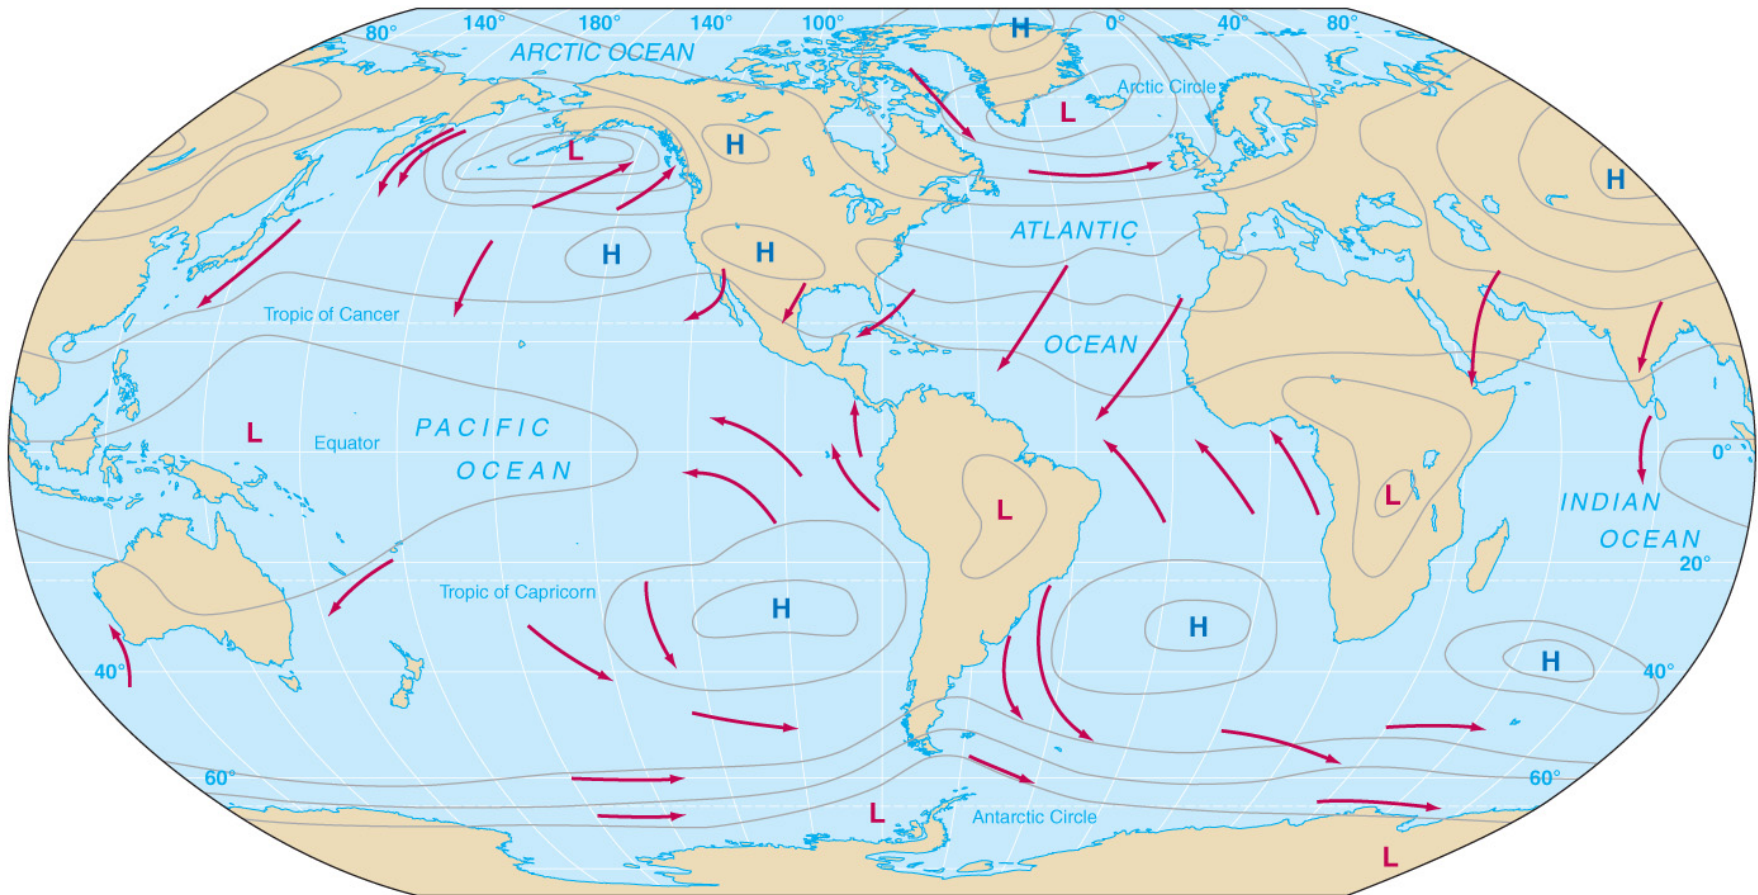 140° 180° 140° 100° 0° 40° 80°
80°
H
ARCTIC OCEAN
Arctic Circle
L
H
L
H
ATLANTIC
H
H
Tropic of Cancer
OCEAN
PACIFIC
L
Equator
OCEAN
0°
L
L
INDIAN
OCEAN
20°
Tropic of Capricorn
H
H
H
40°
40°
60°
60°
L
Antarctic Circle
L